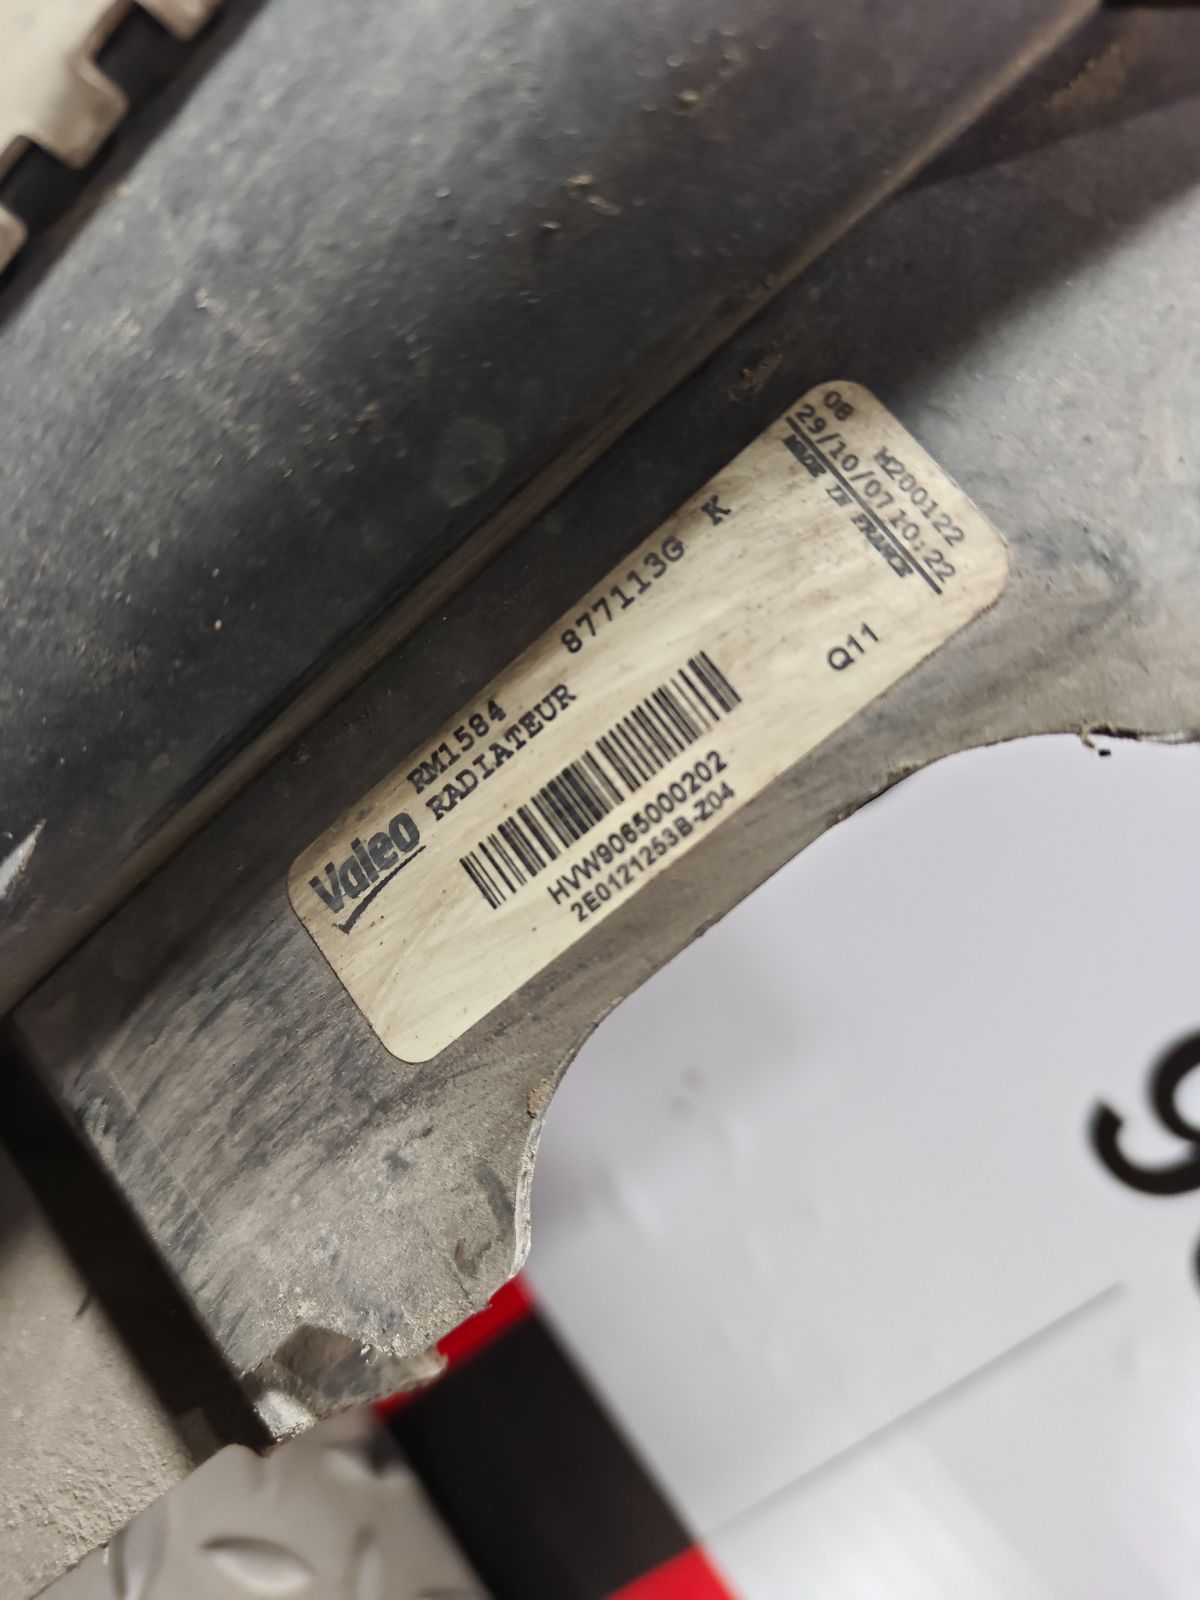 08 M200122
29/10/07 10:22
MADE IN FRANCE
RM1584 877113G K
Valeo RADIATEUR
Q11
HVW9065000202
2E0121253B-Z04